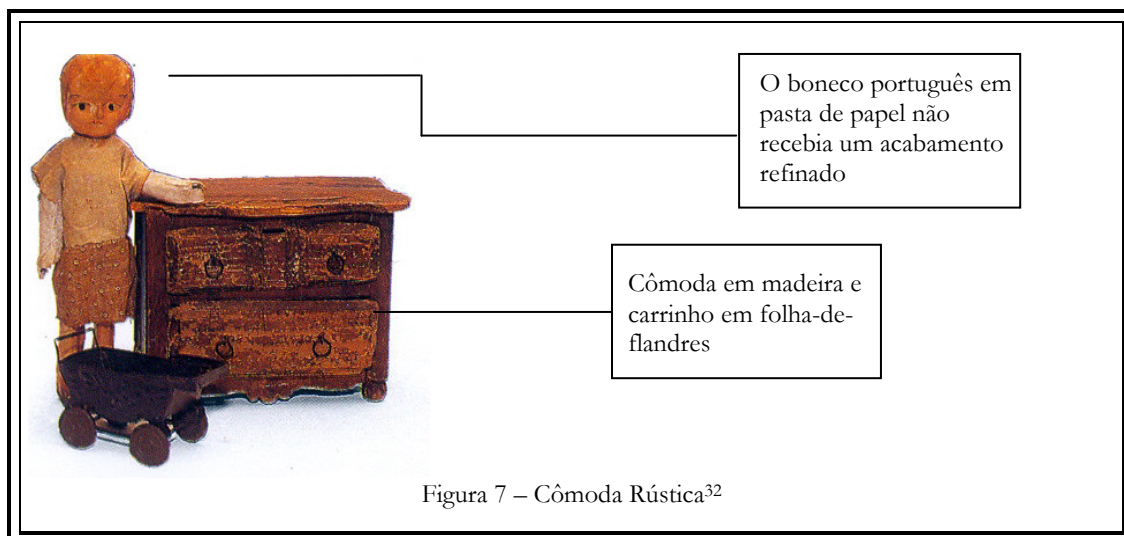 O boneco português em
pasta de papel não
recebia um acabamento
refinado
Cômoda em madeira e
carrinho em folha-de-
flandres
Figura 7 – Cômoda Rústica32